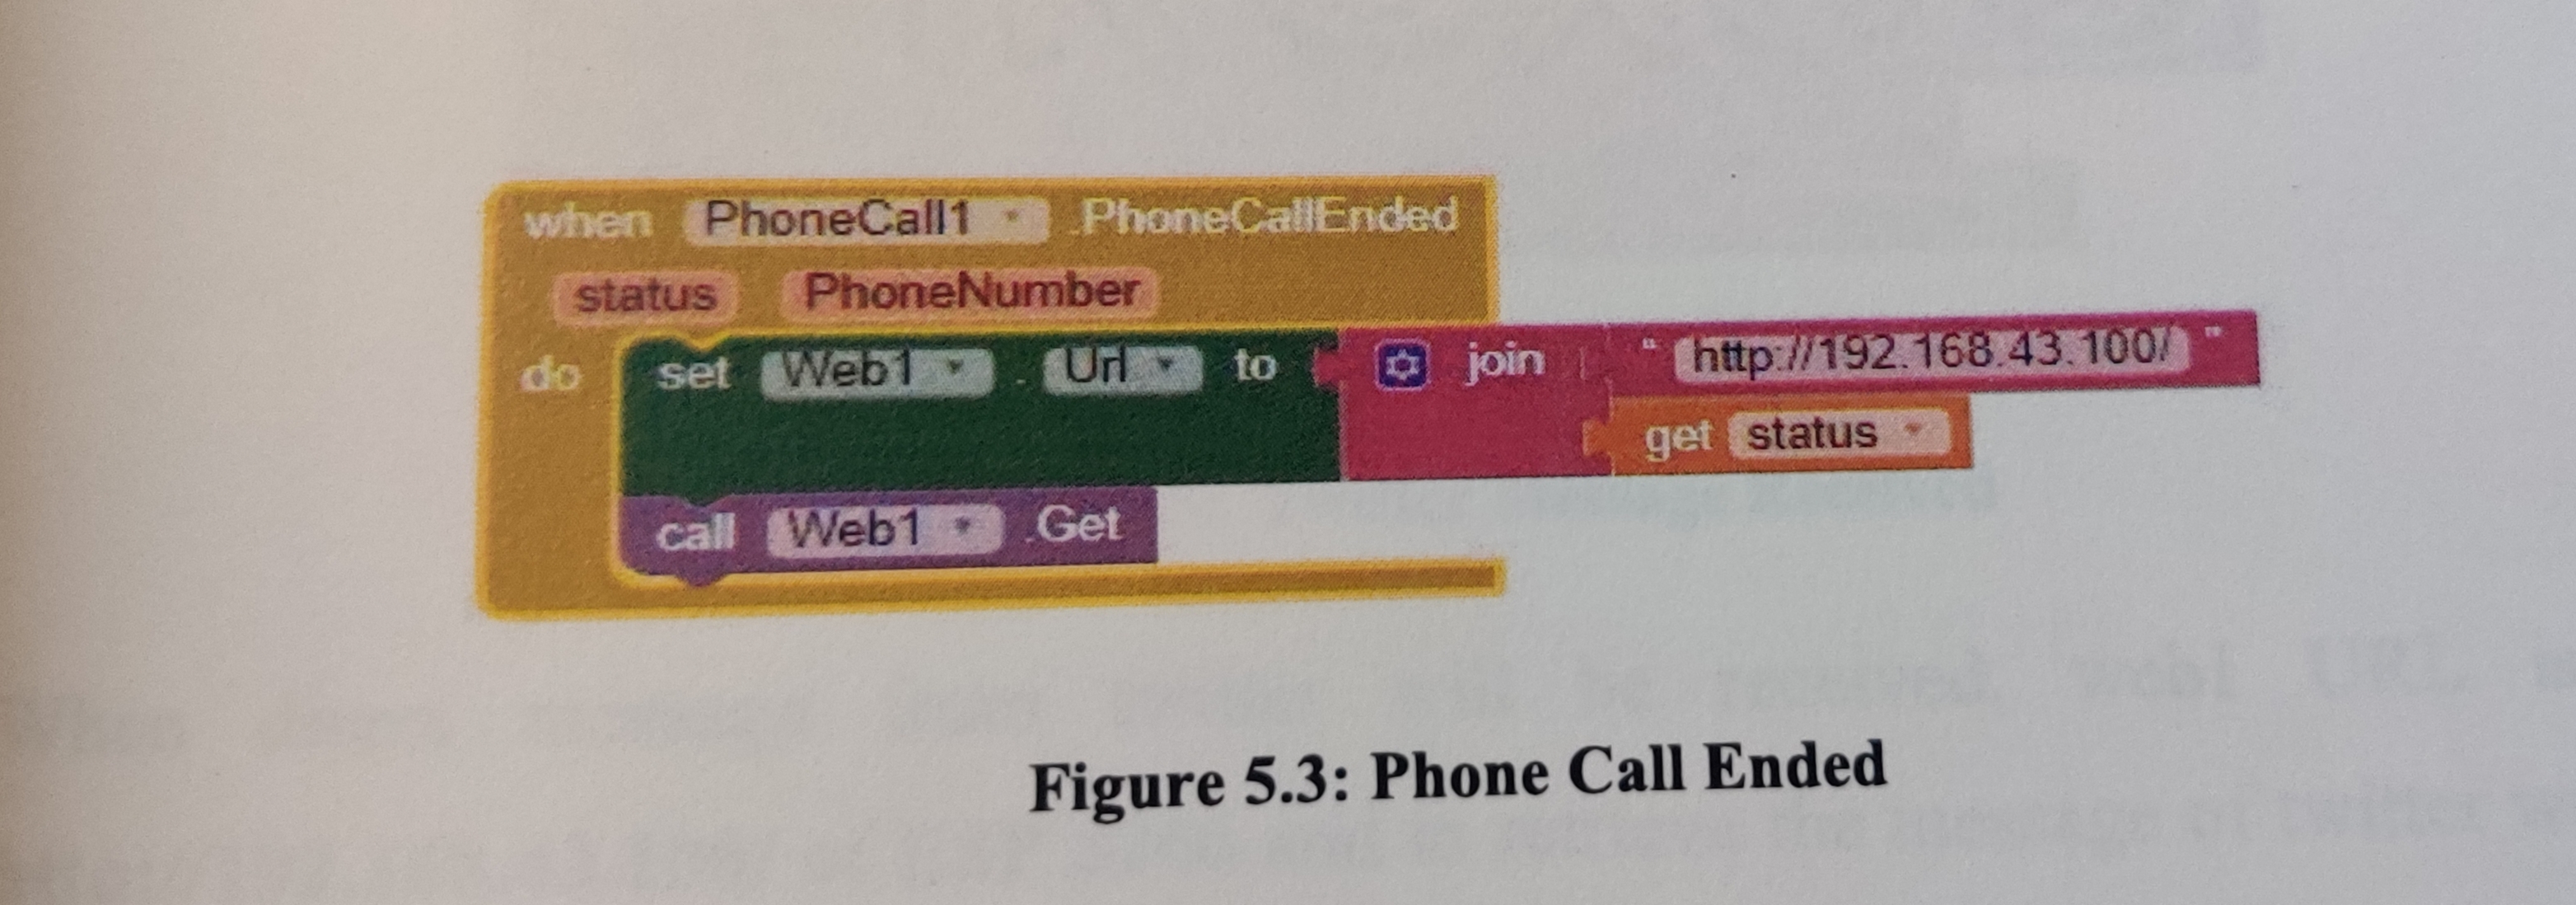 when PhoneCall1 .PhoneCallEnded
status PhoneNumber
do set Web1 . Url to join " http://192.168.43.100/ "
get status
call Web1 .Get
Figure 5.3: Phone Call Ended